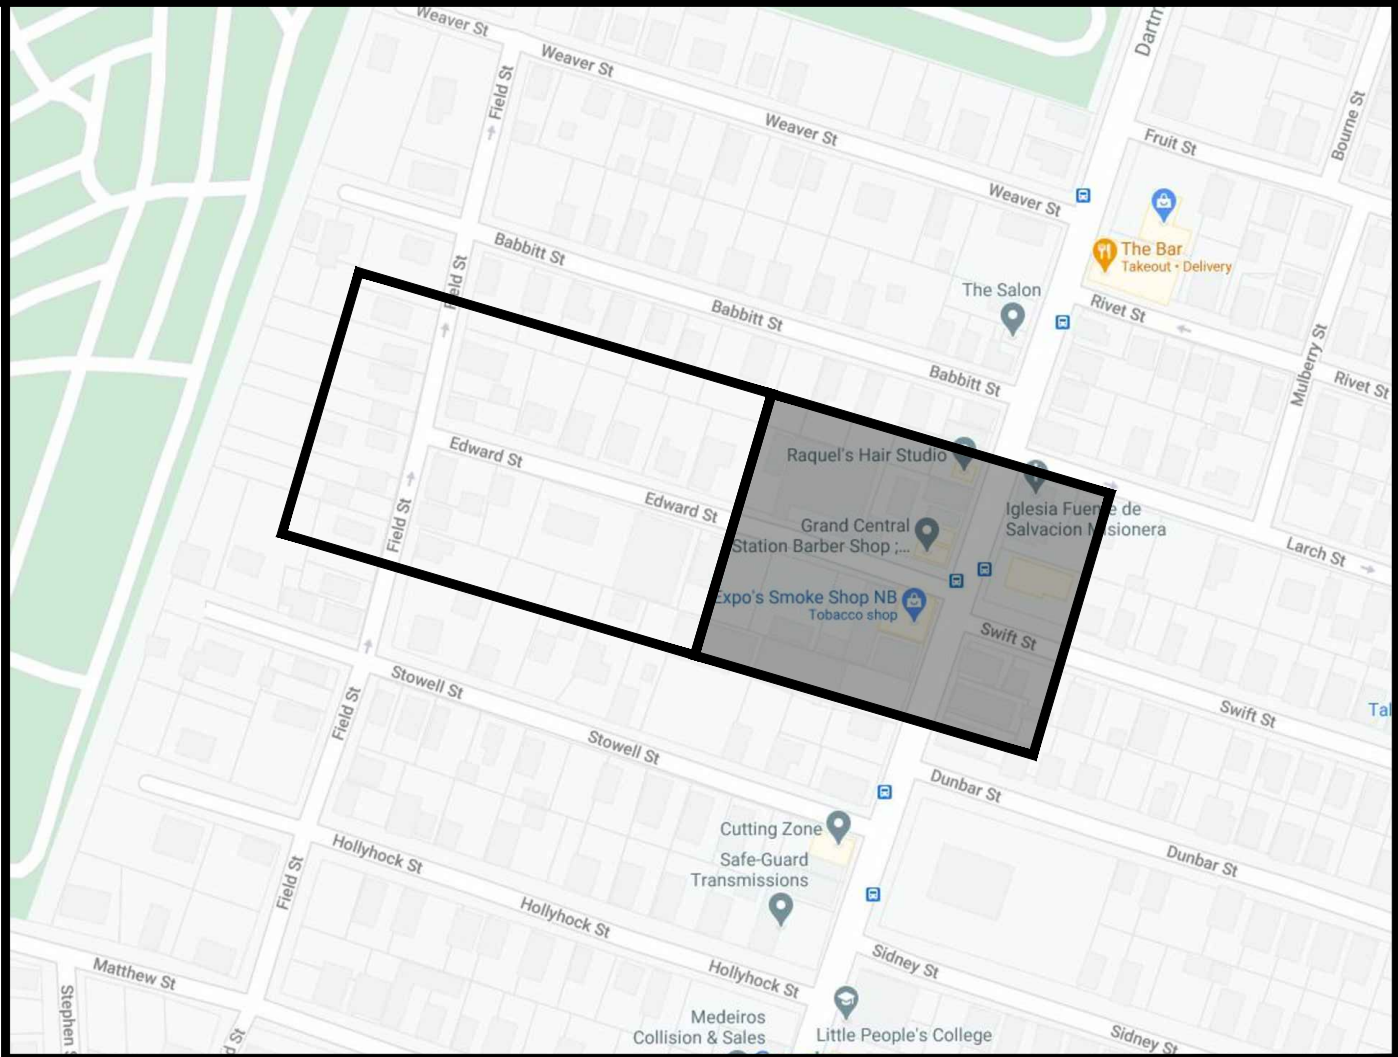 Weaver St
Weaver St
Dartm
Field St
Bourne St
Weaver St
Fruit St
Weaver St
Babbitt St
The Bar
Takeout • Delivery
Field St
The Salon
Rivet St
Babbitt St
Mulberry St
Babbitt St
Rivet St
Edward St
Raquel's Hair Studio
Edward St
Iglesia Fuente de
Salvacion Misionera
Grand Central
Station Barber Shop ;...
Field St
Larch St
Expo's Smoke Shop NB
Tobacco shop
Swift St
Stowell St
Field St
Swift St
Tal
Stowell St
Dunbar St
Cutting Zone
Hollyhock St
Safe-Guard
Transmissions
Dunbar St
Field St
Hollyhock St
Sidney St
Matthew St
Hollyhock St
Stephen S
Medeiros
Collision & Sales
Little People's College
Sidney St
d St